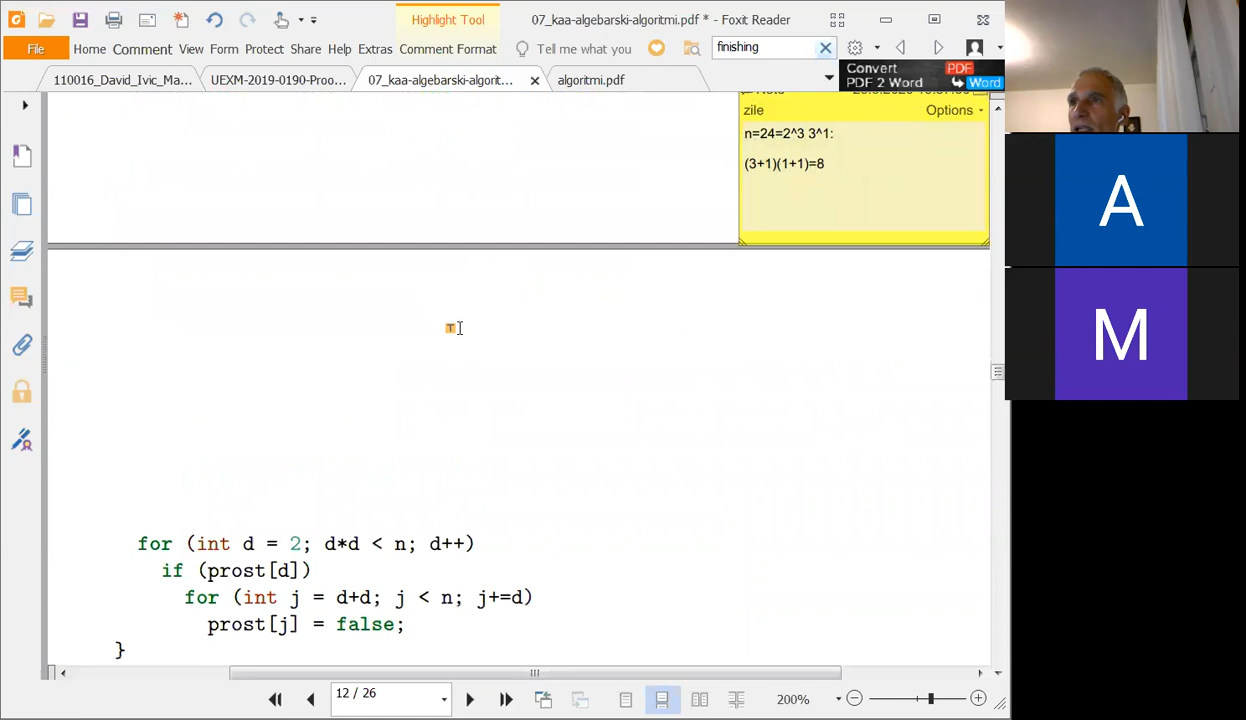 Highlight Tool
07_kaa-algebarski-algoritmi.pdf * - Foxit Reader
File Home Comment View Form Protect Share Help Extras Comment Format Tell me what you finishing
110016_David_Ivic_Ma... UEXM-2019-0190-Proo... 07_kaa-algebarski-algorit... algoritmi.pdf
Convert PDF
PDF 2 Word Word
zile Options
n=24=2^3 3^1:
(3+1)(1+1)=8
A
T
M
for (int d = 2; d*d < n; d++)
if (prost[d])
for (int j = d+d; j < n; j+=d)
prost[j] = false;
}
12 / 26
200%